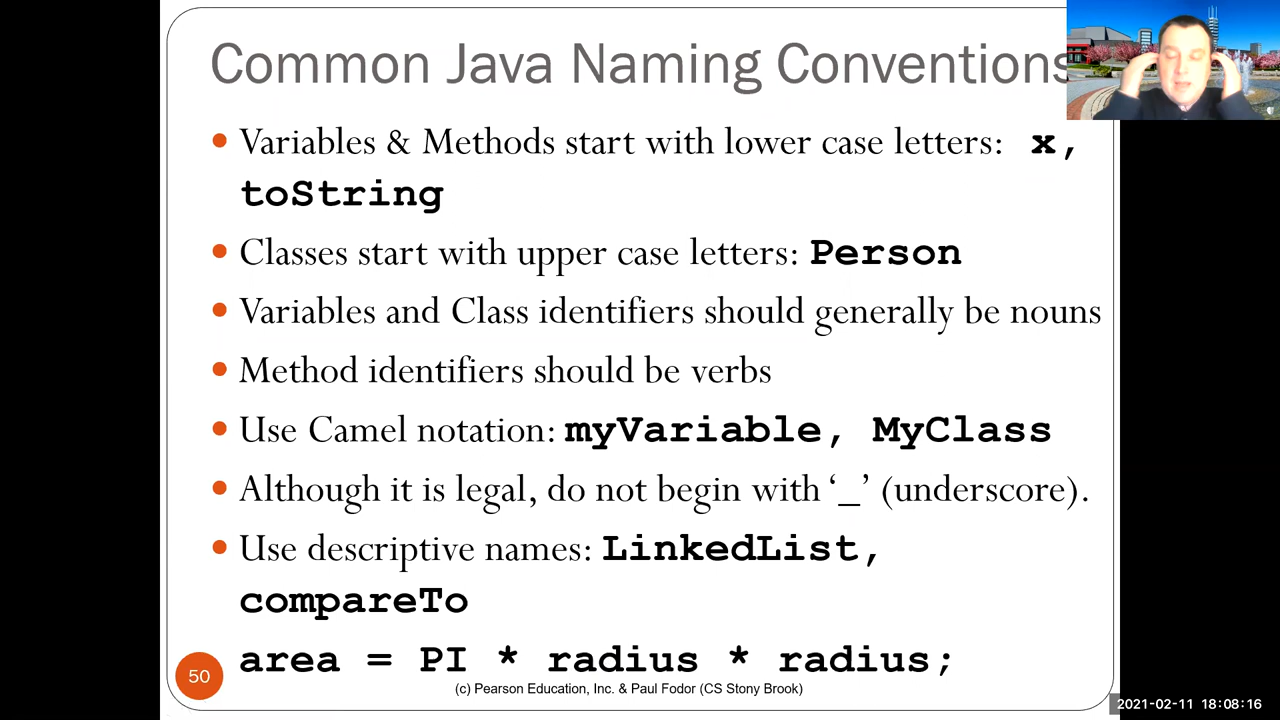 Common Java Naming Conventions
• Variables & Methods start with lower case letters: x,
toString
• Classes start with upper case letters: Person
• Variables and Class identifiers should generally be nouns
• Method identifiers should be verbs
• Use Camel notation: myVariable, MyClass
• Although it is legal, do not begin with ‘_’ (underscore).
• Use descriptive names: LinkedList,
compareTo
area = PI * radius * radius;
50
(c) Pearson Education, Inc. & Paul Fodor (CS Stony Brook)
2021-02-11 18:08:16